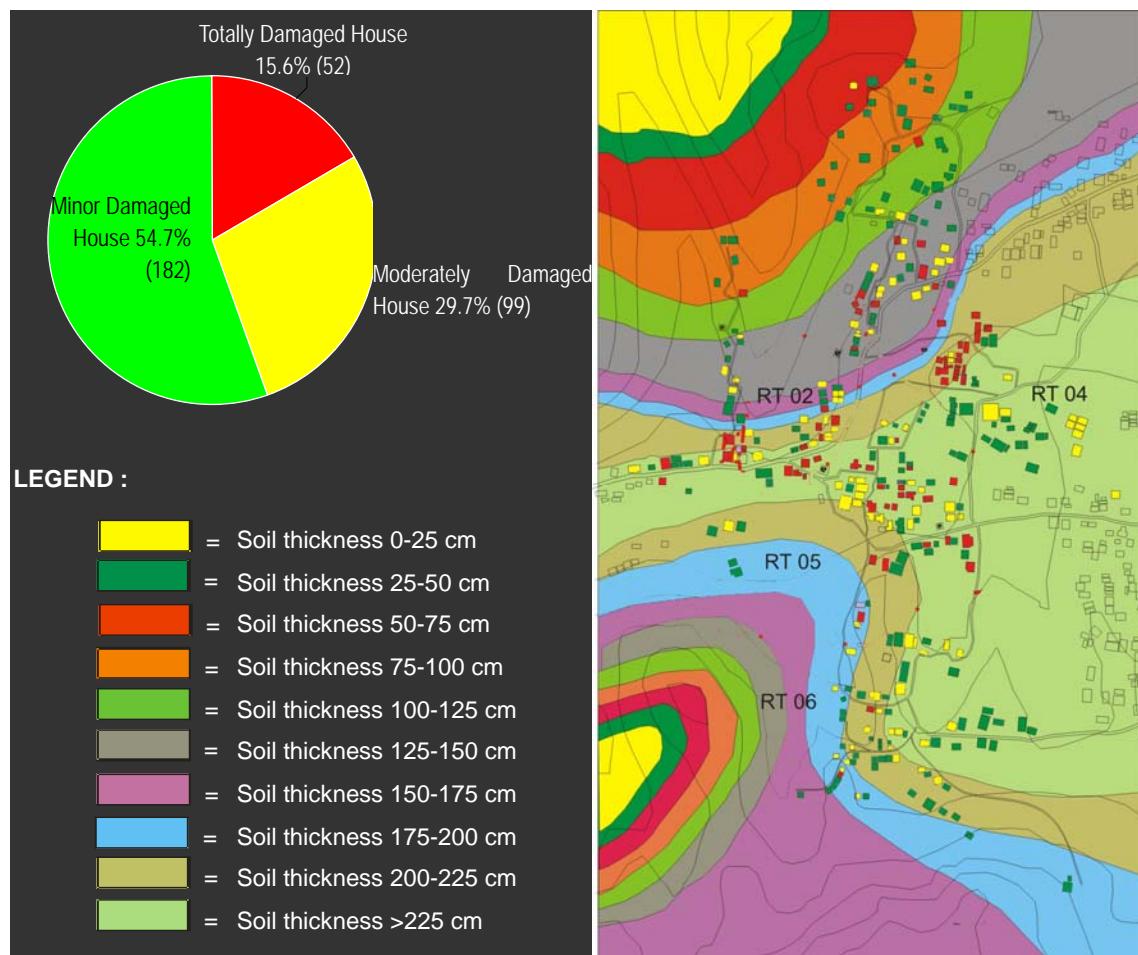 Totally Damaged House
15.6% (52)
Minor Damaged
House 54.7%
(182)
Moderately Damaged
House 29.7% (99)
LEGEND :
= Soil thickness 0-25 cm
= Soil thickness 25-50 cm
= Soil thickness 50-75 cm
= Soil thickness 75-100 cm
= Soil thickness 100-125 cm
= Soil thickness 125-150 cm
= Soil thickness 150-175 cm
= Soil thickness 175-200 cm
= Soil thickness 200-225 cm
= Soil thickness >225 cm
RT 02
RT 04
RT 05
RT 06